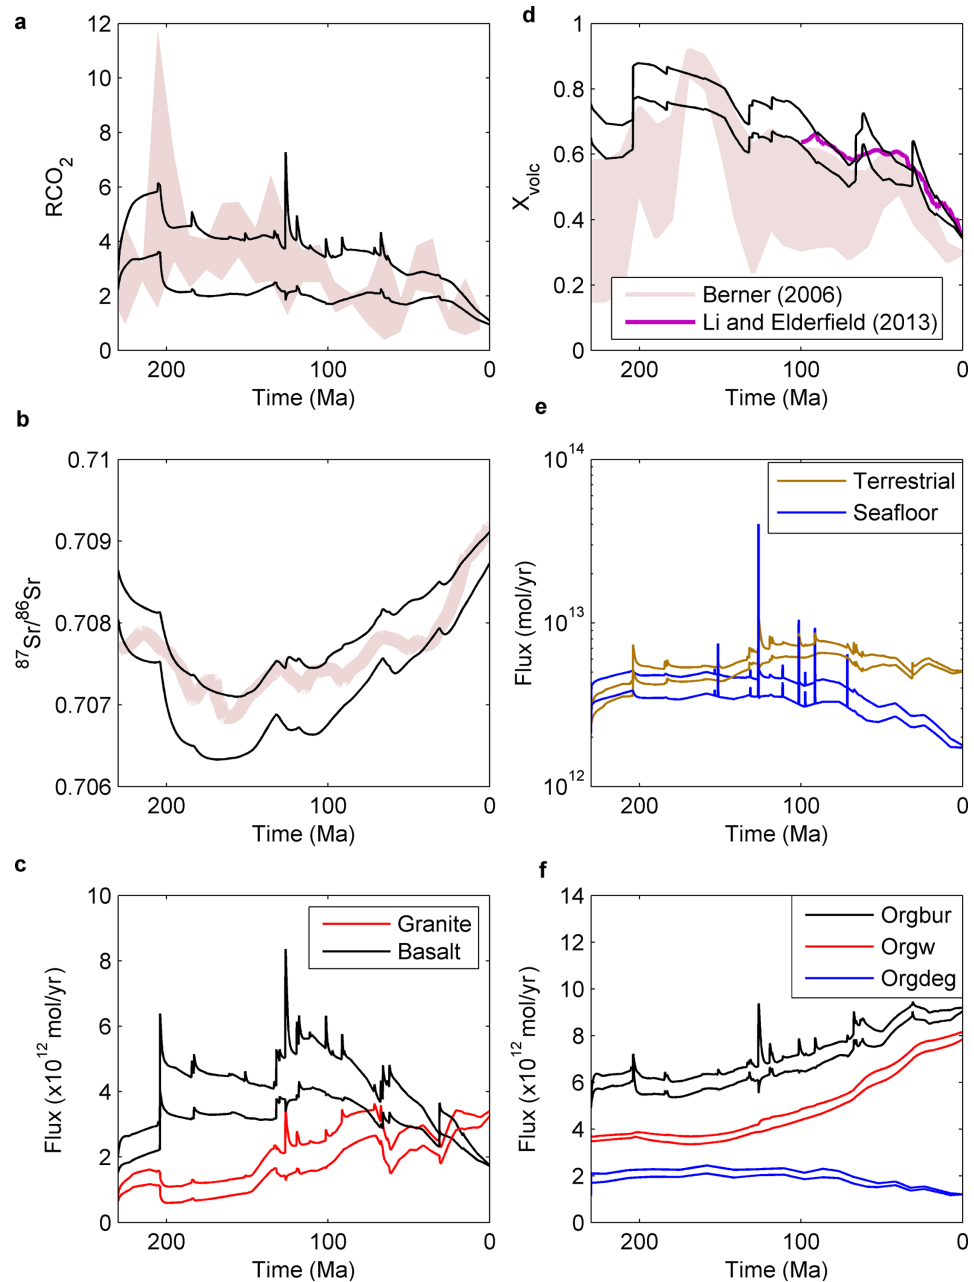 a
12
10
8
6
4
2
0
RCO2
200
100
0
Time (Ma)
b
0.71
0.709
0.708
0.707
0.706
87Sr/86Sr
200
100
0
Time (Ma)
c
10
8
6
4
2
0
Flux (x10^12 mol/yr)
Granite
Basalt
200
100
0
Time (Ma)
d
1
0.8
0.6
0.4
0.2
0
Xvolc
Berner (2006)
Li and Elderfield (2013)
200
100
0
Time (Ma)
e
10^14
10^13
10^12
Flux (mol/yr)
Terrestrial
Seafloor
200
100
0
Time (Ma)
f
14
12
10
8
6
4
2
0
Flux (x10^12 mol/yr)
Orgbur
Orgw
Orgdeg
200
100
0
Time (Ma)